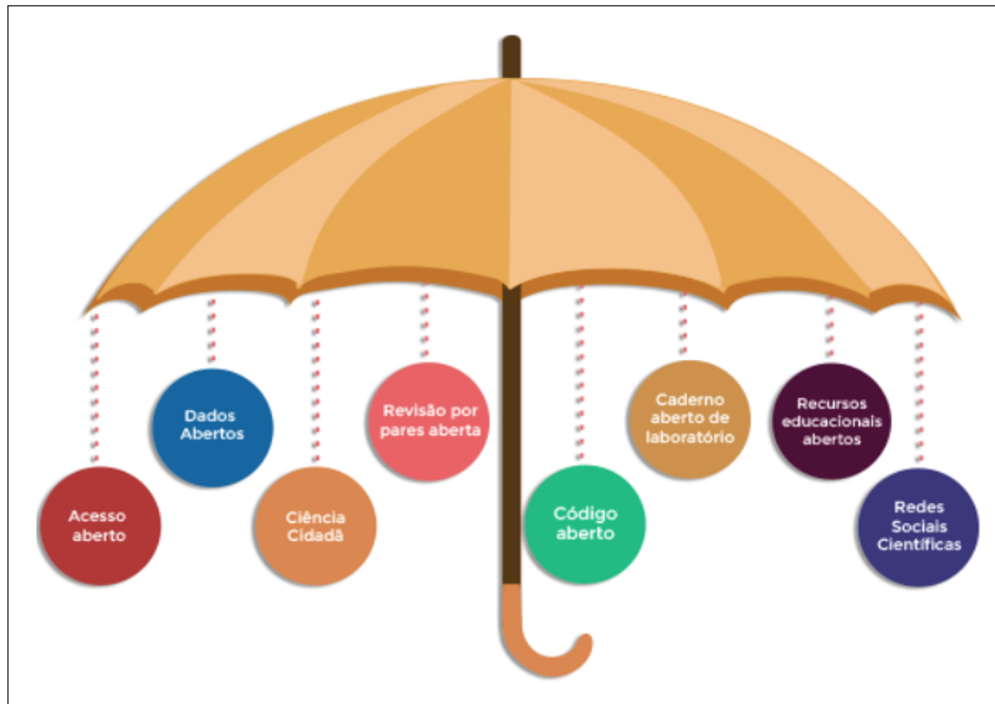 Acesso
aberto
Dados
Abertos
Ciência
Cidadã
Revisão por
pares aberta
Código
aberto
Caderno
aberto de
laboratório
Recursos
educacionais
abertos
Redes
Sociais
Científicas